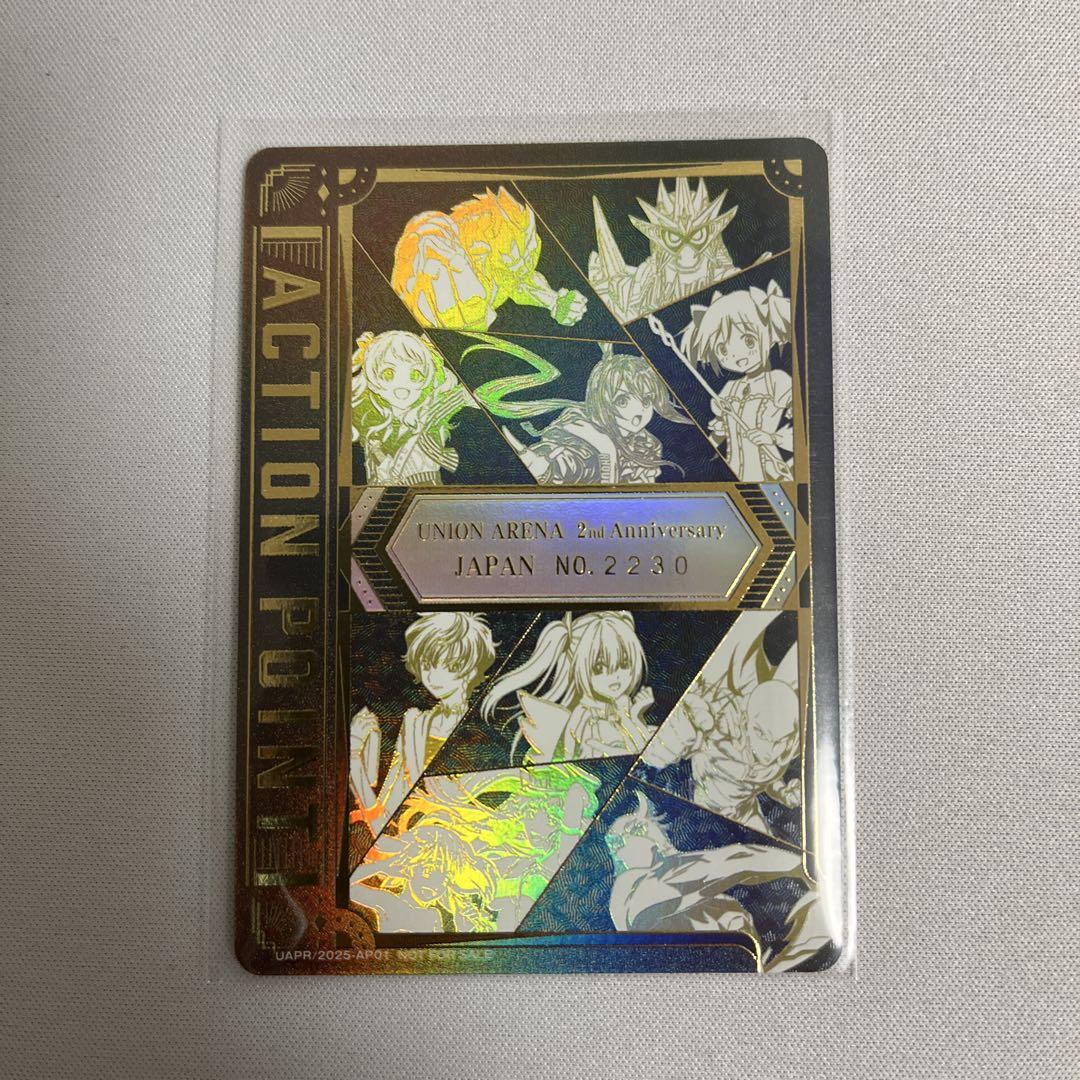 ACTION POINT
UNION ARENA 2nd Anniversary
JAPAN NO. 2230
UAPR/2025-AP01 NOT FOR SALE